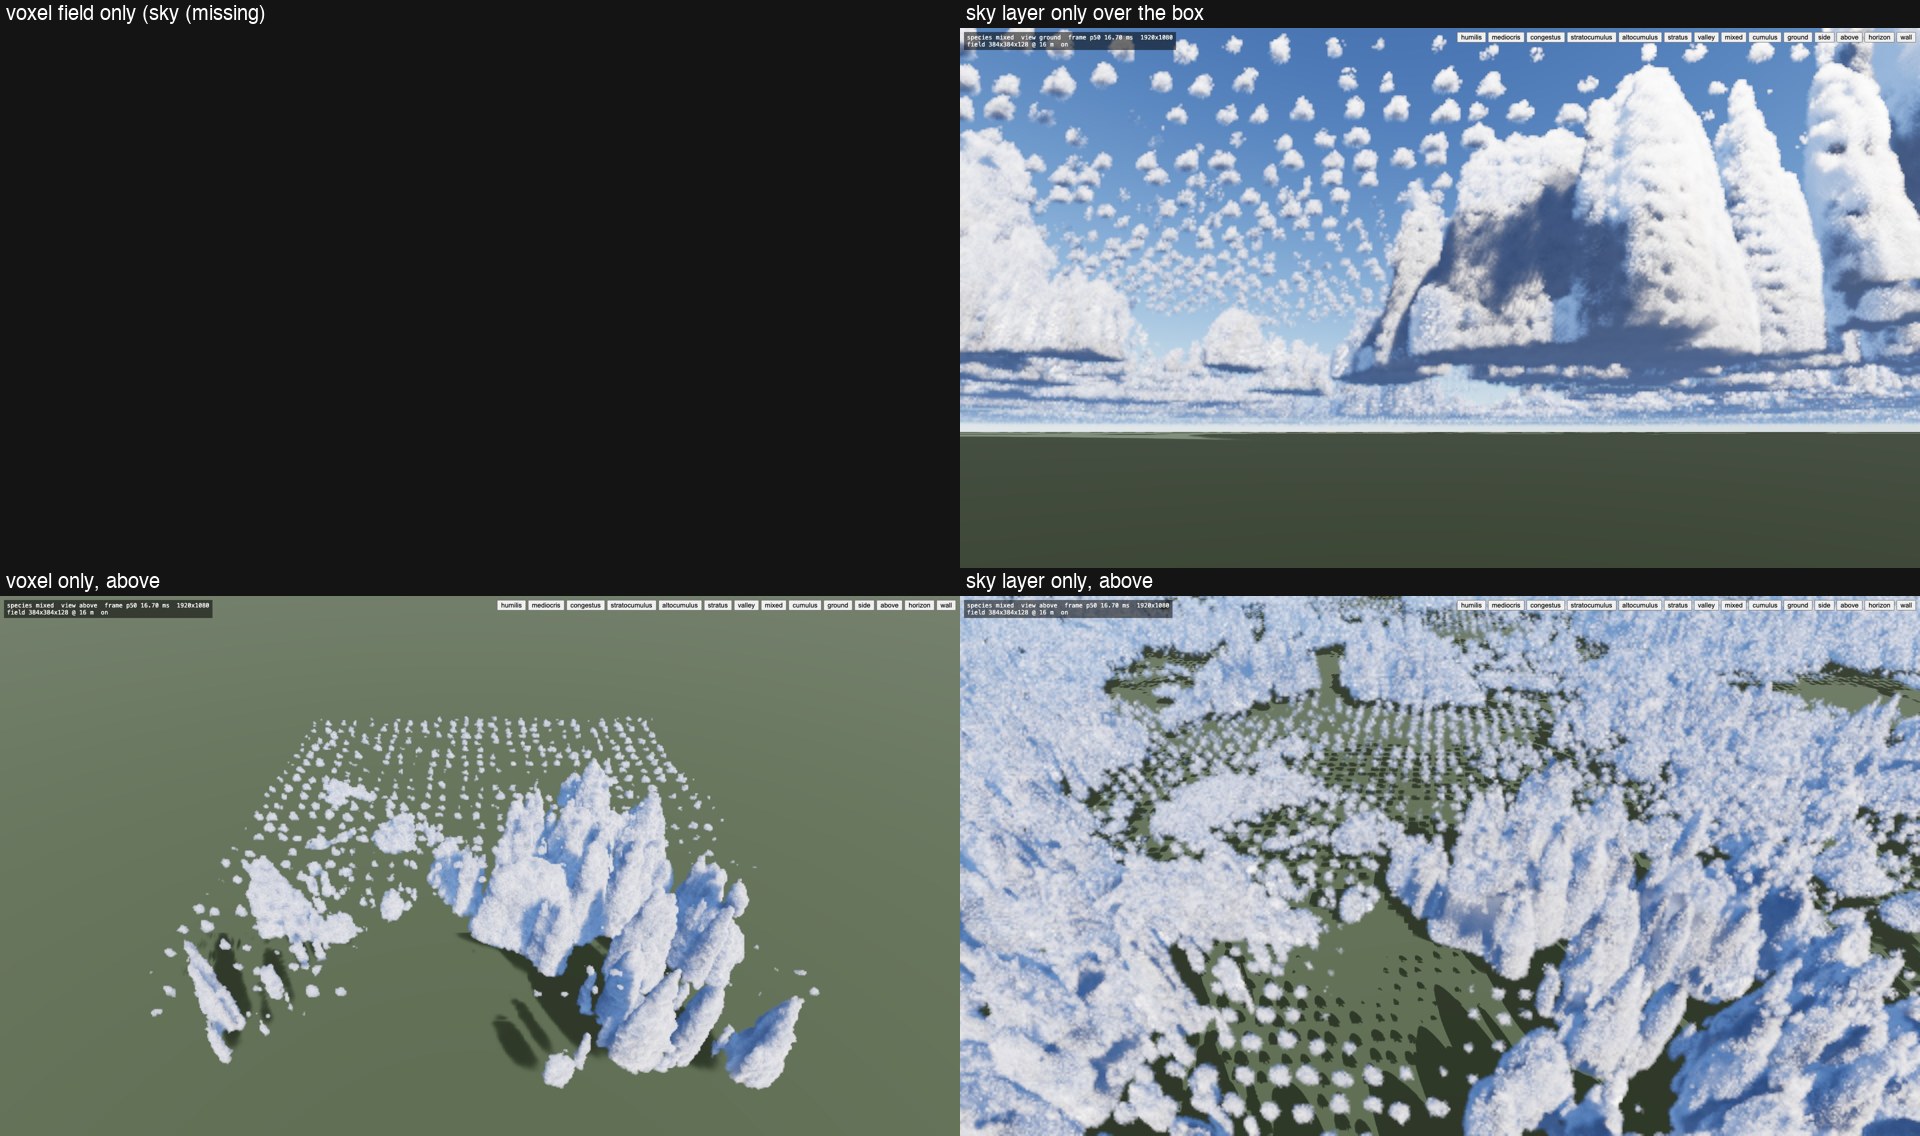 voxel field only (sky (missing)
sky layer only over the box
species mixed view ground frame p50 16.70 ms 1920x1080
field 384x384x128 @ 16 m on
humilis mediocris congestus stratocumulus altocumulus stratus valley mixed cumulus ground side above horizon wall
voxel only, above
sky layer only, above
species mixed view above frame p50 16.70 ms 1920x1080
field 384x384x128 @ 16 m on
humilis mediocris congestus stratocumulus altocumulus stratus valley mixed cumulus ground side above horizon wall
species mixed view above frame p50 16.70 ms 1920x1080
field 384x384x128 @ 16 m on
humilis mediocris congestus stratocumulus altocumulus stratus valley mixed cumulus ground side above horizon wall